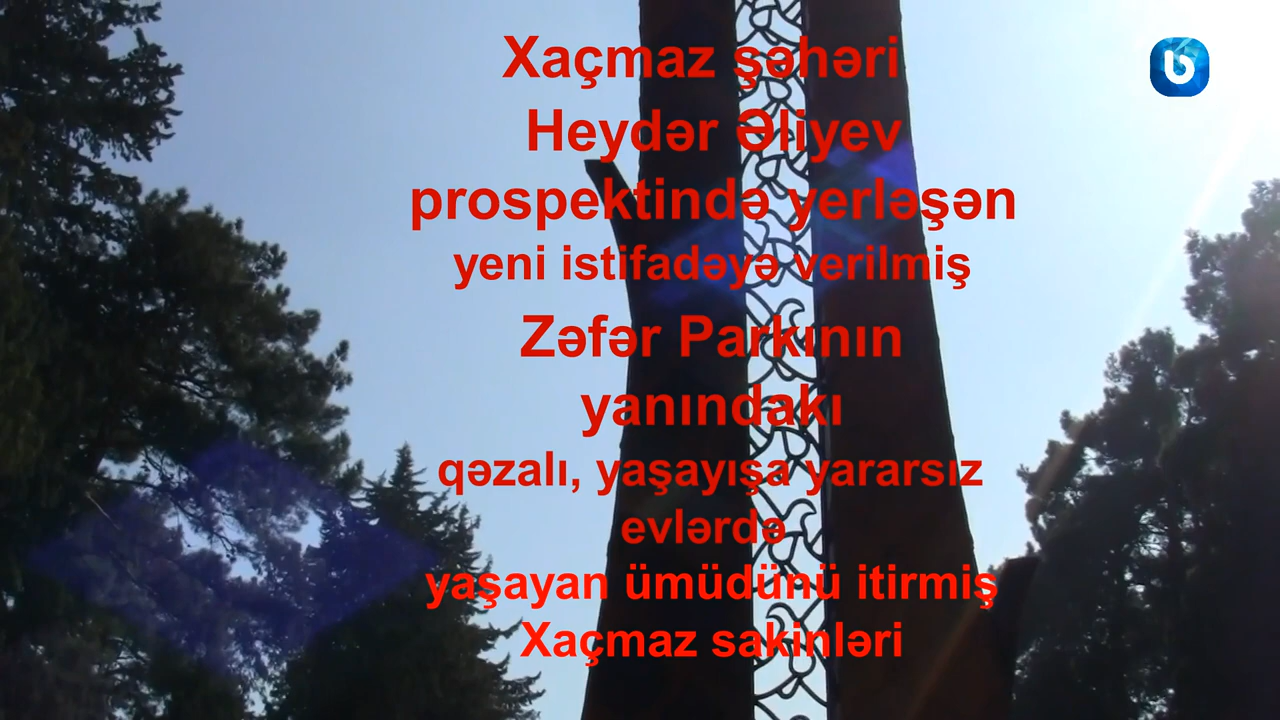 Xaçmaz şəhəri
Heydər Əliyev
prospektində yerləşən
yeni istifadəyə verilmiş
Zəfər Parkının
yanındakı
qəzalı, yaşayışa yararsız
evlərdə
yaşayan ümüdünü itirmiş
Xaçmaz sakinləri
b